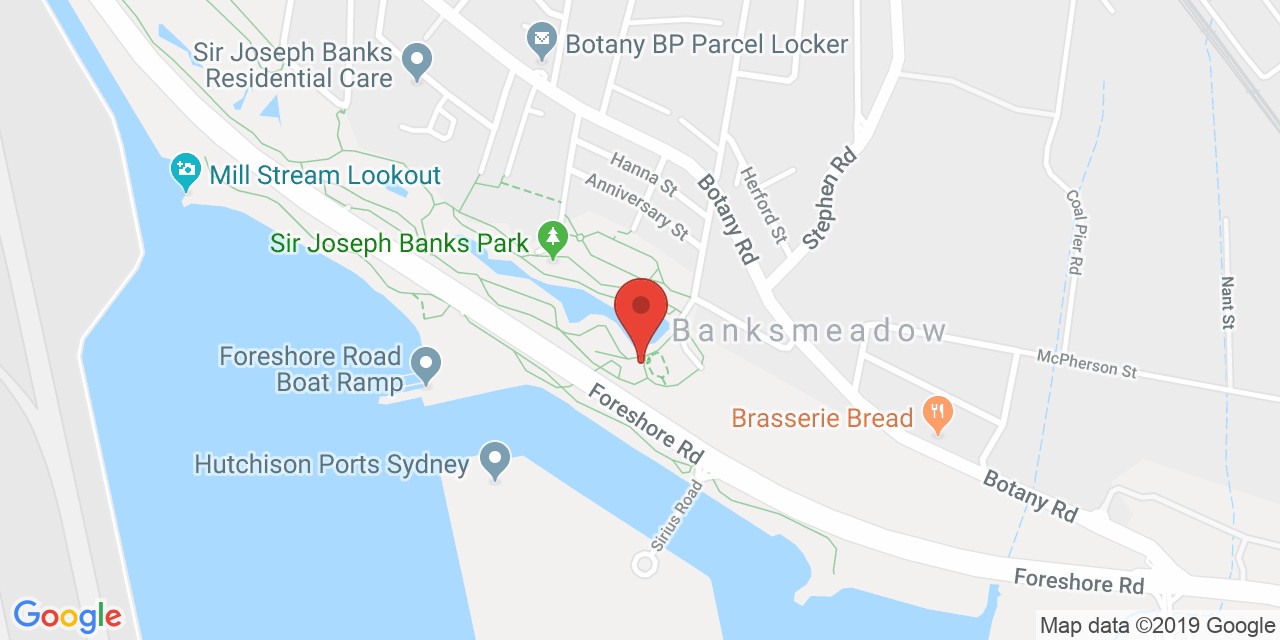 Sir Joseph Banks
Residential Care
Botany BP Parcel Locker
Mill Stream Lookout
Hanna St
Anniversary St
Botany Rd
Herford St
Stephen Rd
Coal Pier Rd
Nant St
Sir Joseph Banks Park
Banksmeadow
Foreshore Road
Boat Ramp
McPherson St
Foreshore Rd
Brasserie Bread
Hutchison Ports Sydney
Sirius Road
Botany Rd
Foreshore Rd
Google
Map data ©2019 Google